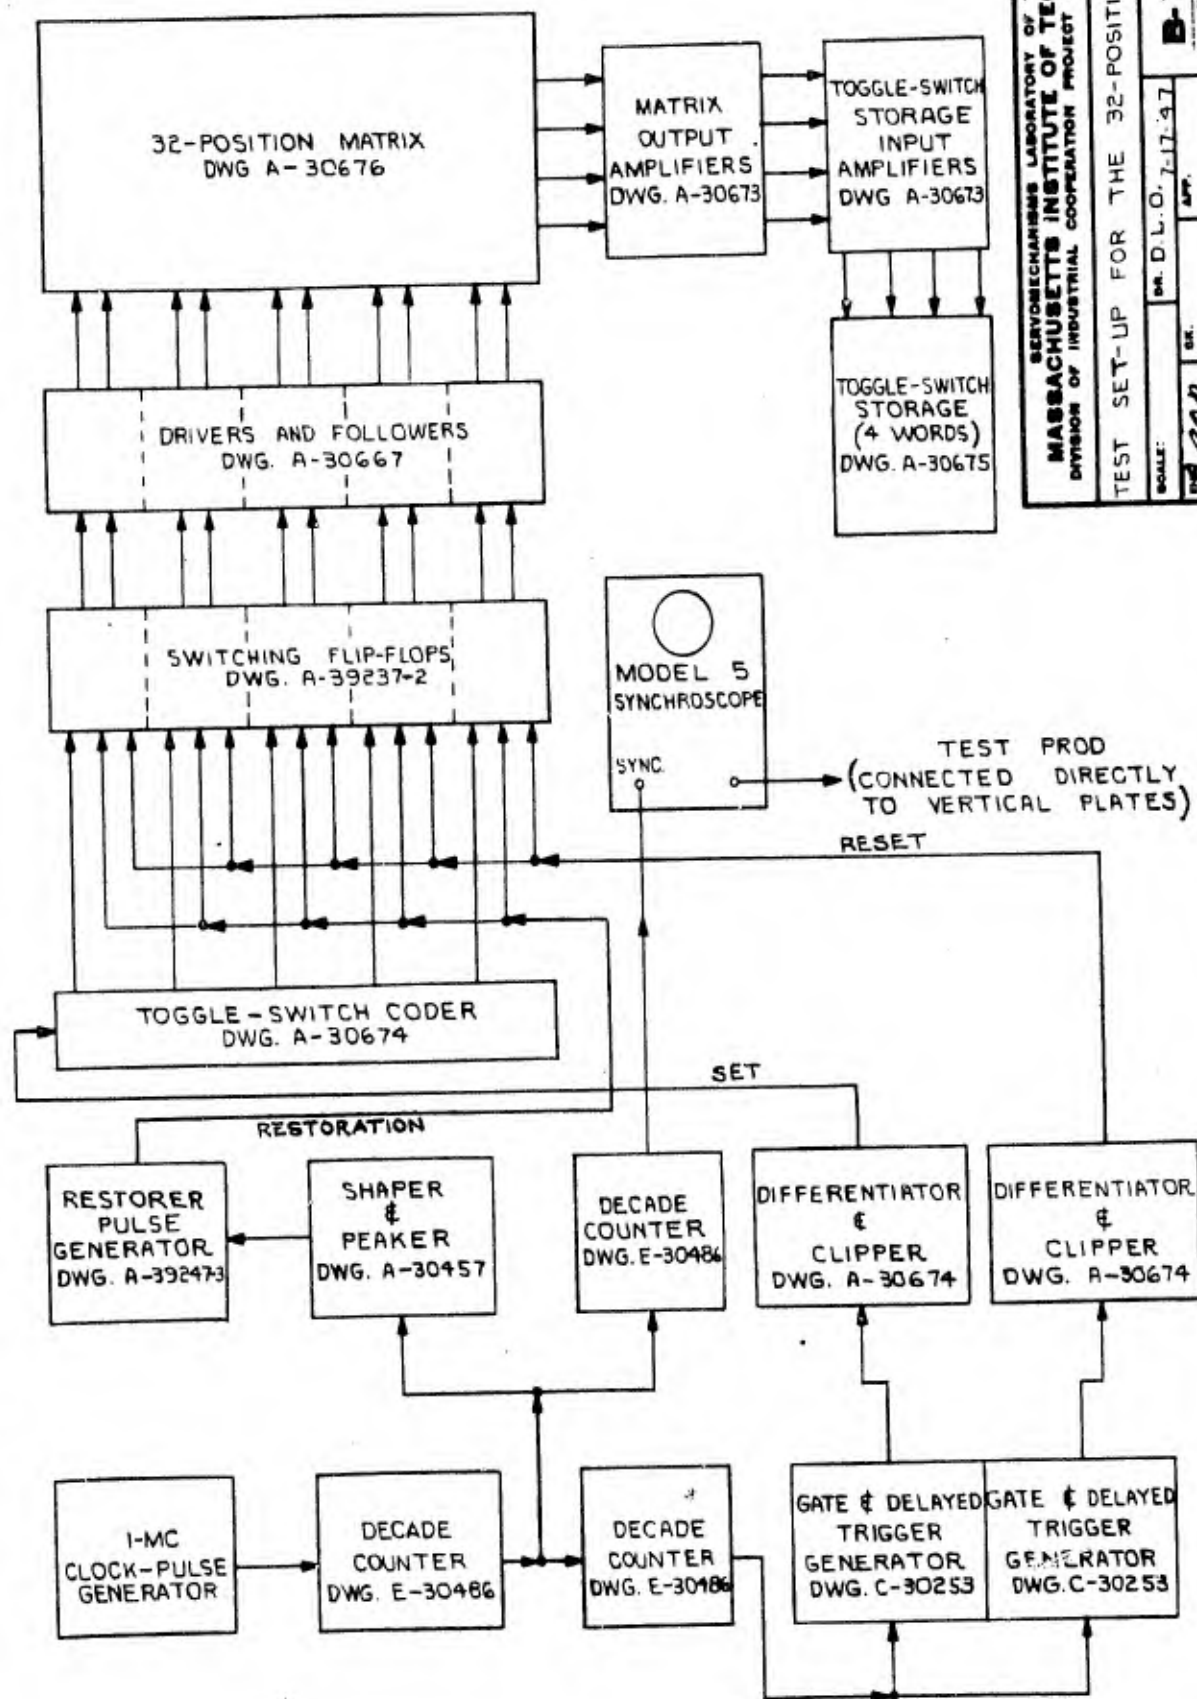 32-POSITION MATRIX
DWG A-30676
MATRIX
OUTPUT
AMPLIFIERS
DWG. A-30673
TOGGLE-SWITCH
STORAGE
INPUT
AMPLIFIERS
DWG A-30673
TOGGLE-SWITCH
STORAGE
(4 WORDS)
DWG. A-30675
SERVOMECHANISMS LABORATORY OF
MASSACHUSETTS INSTITUTE OF
DIVISION OF INDUSTRIAL COOPERATION PROJECT
TEST SET-UP FOR THE 32-POSITI
SCALE:
DR. D.L.O. 7-17-47
CK.
APP.
B-
DRIVERS AND FOLLOWERS
DWG. A-30667
SWITCHING FLIP-FLOPS
DWG. A-39237-2
MODEL 5
SYNCHROSCOPE
SYNC.
TEST PROD
(CONNECTED DIRECTLY
TO VERTICAL PLATES)
RESET
TOGGLE-SWITCH CODER
DWG. A-30674
SET
RESTORATION
RESTORER
PULSE
GENERATOR
DWG. A-39247-3
SHAPER
&
PEAKER
DWG. A-30457
DECADE
COUNTER
DWG. E-30486
DIFFERENTIATOR
&
CLIPPER
DWG. A-30674
DIFFERENTIATOR
&
CLIPPER
DWG. A-30674
1-MC
CLOCK-PULSE
GENERATOR
DECADE
COUNTER
DWG. E-30486
DECADE
COUNTER
DWG. E-30486
GATE & DELAYED
TRIGGER
GENERATOR
DWG. C-30253
GATE & DELAYED
TRIGGER
GENERATOR
DWG. C-30253